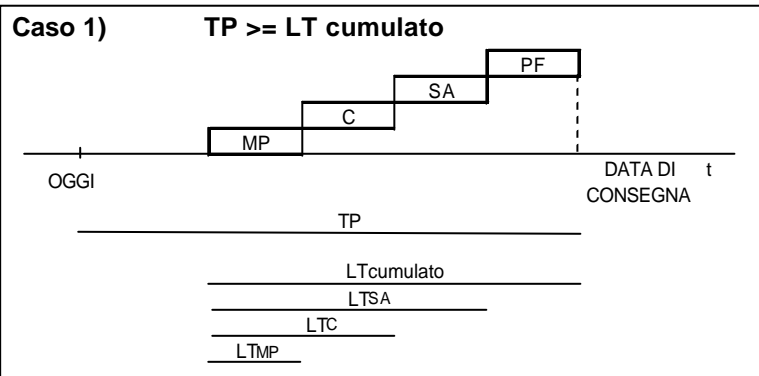 Caso 1) TP >= LT cumulato
PF
SA
C
MP
OGGI
DATA DI t
CONSEGNA
TP
LTcumulato
LTSA
LTC
LTMP